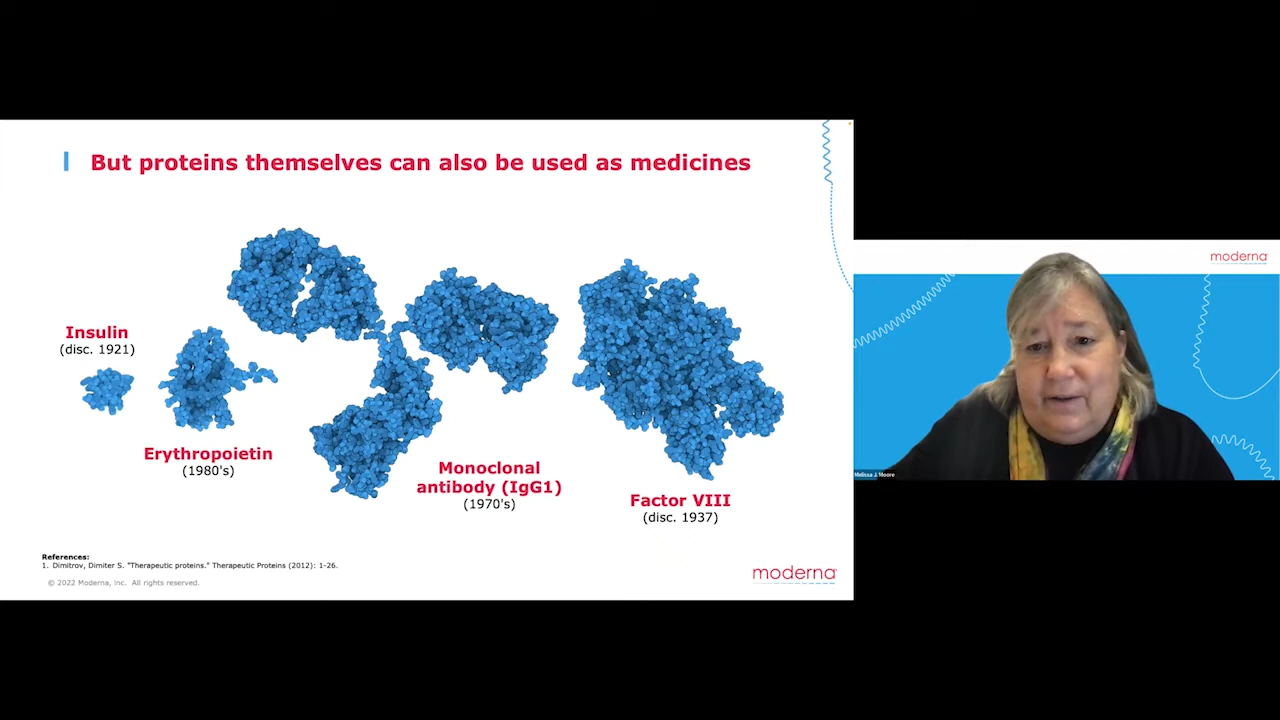 But proteins themselves can also be used as medicines
Insulin
(disc. 1921)
Erythropoietin
(1980's)
Monoclonal
antibody (IgG1)
(1970's)
Factor VIII
(disc. 1937)
References:
1. Dimitrov, Dimiter S. "Therapeutic proteins." Therapeutic Proteins (2012): 1-26.
© 2022 Moderna, Inc. All rights reserved.
moderna
moderna
Melissa J. Moore